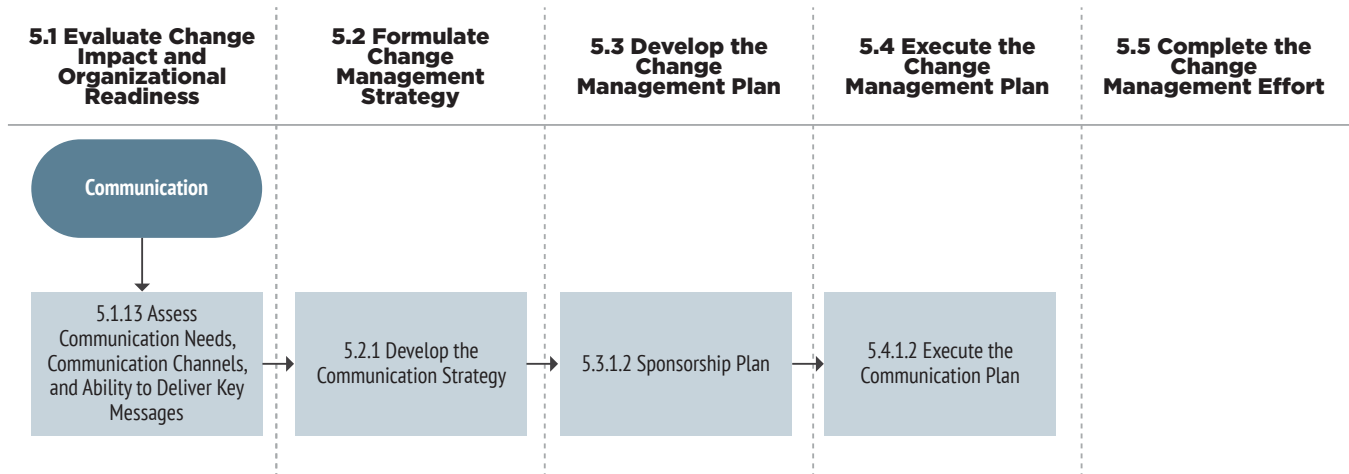 5.1 Evaluate Change
Impact and
Organizational
Readiness
5.2 Formulate
Change
Management
Strategy
5.3 Develop the
Change
Management Plan
5.4 Execute the
Change
Management Plan
5.5 Complete the
Change
Management Effort
Communication
5.1.13 Assess
Communication Needs,
Communication Channels,
and Ability to Deliver Key
Messages
5.2.1 Develop the
Communication Strategy
5.3.1.2 Sponsorship Plan
5.4.1.2 Execute the
Communication Plan